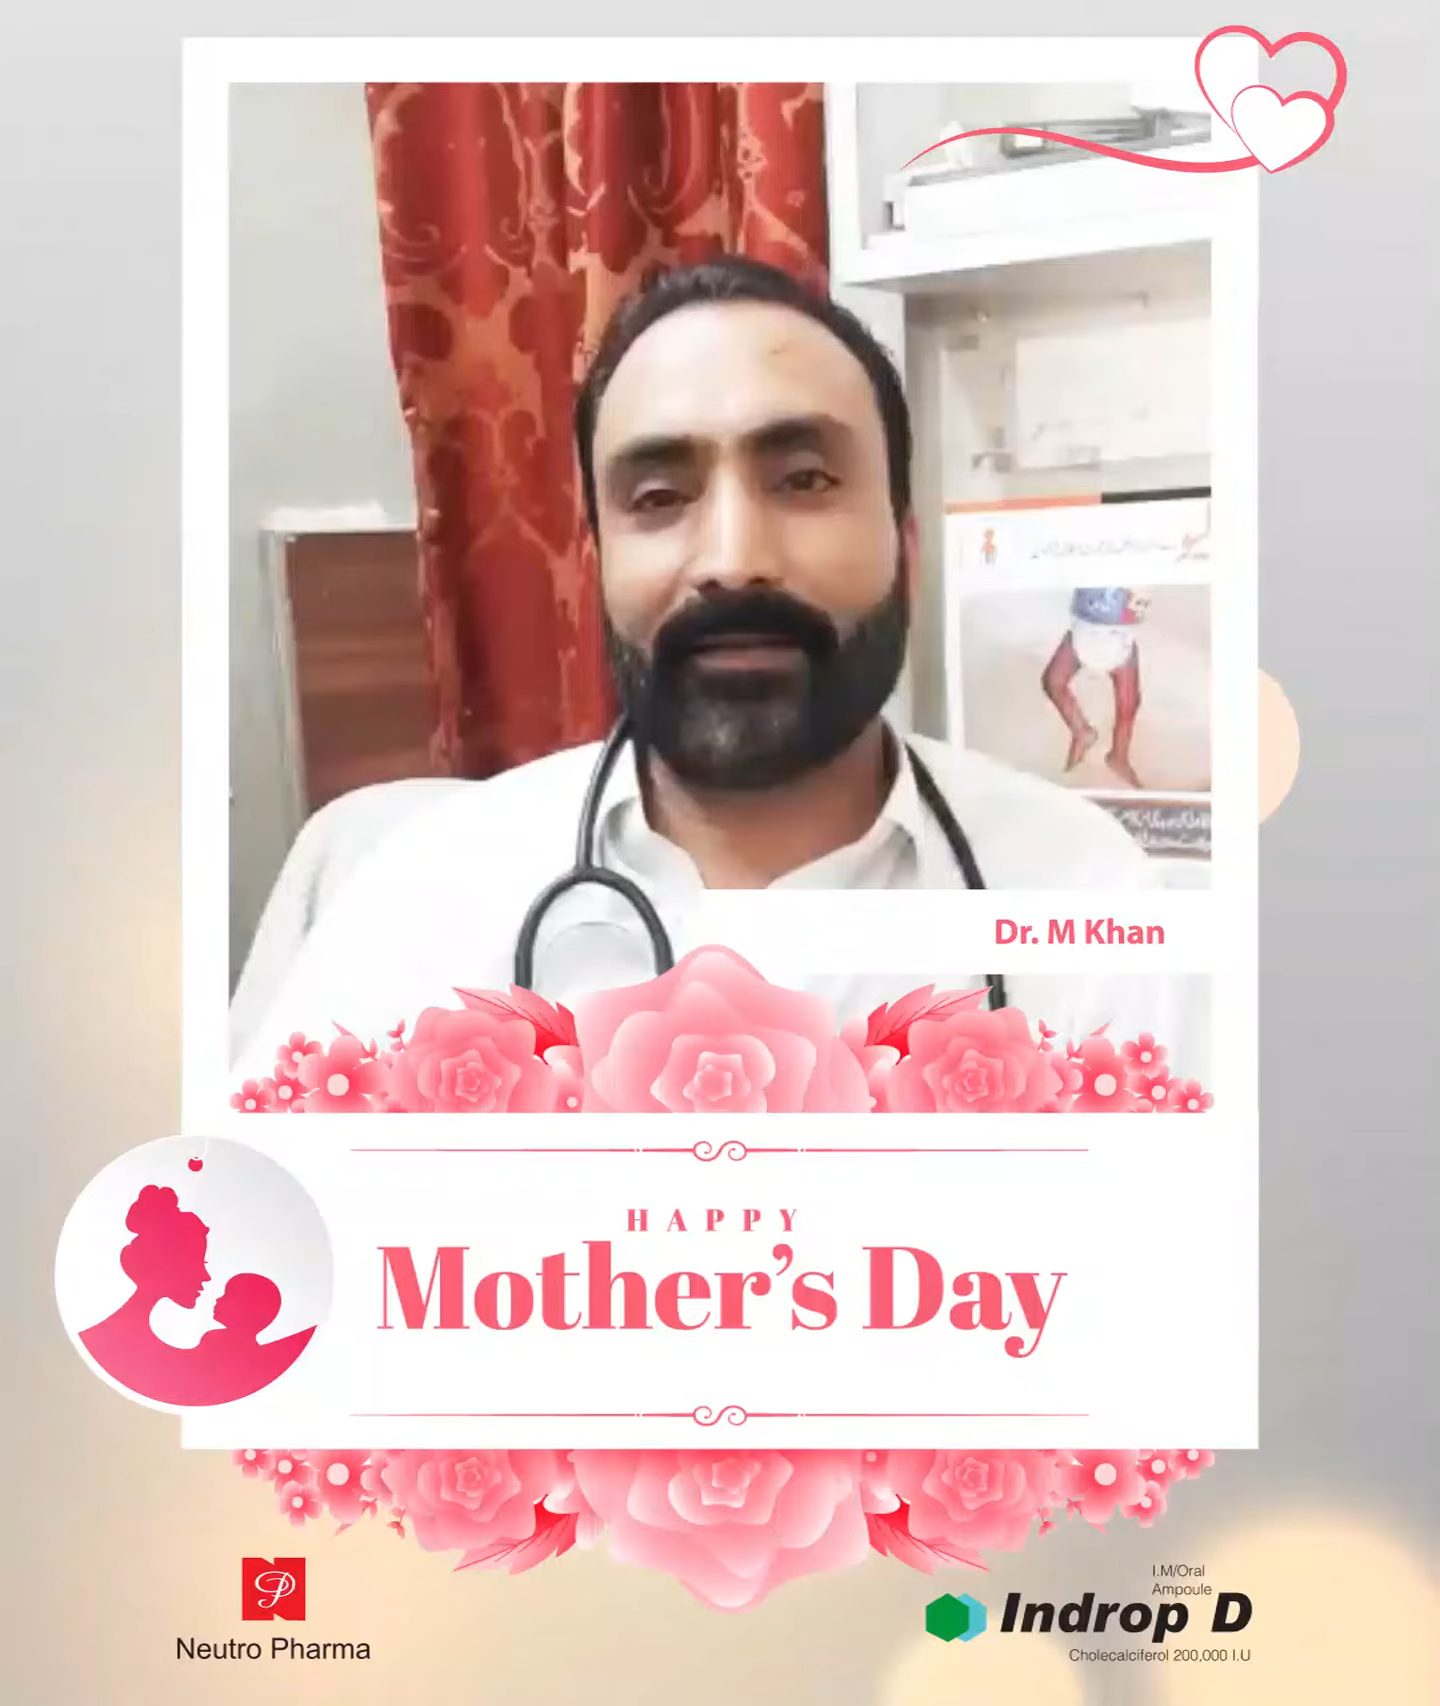 Dr. M Khan
HAPPY
Mother's Day
Neutro Pharma
I.M/Oral
Ampoule
Indrop D
Cholecalciferol 200,000 I.U